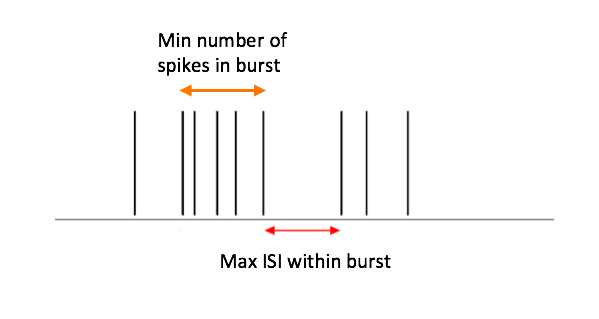 Min number of
spikes in burst
Max ISI within burst